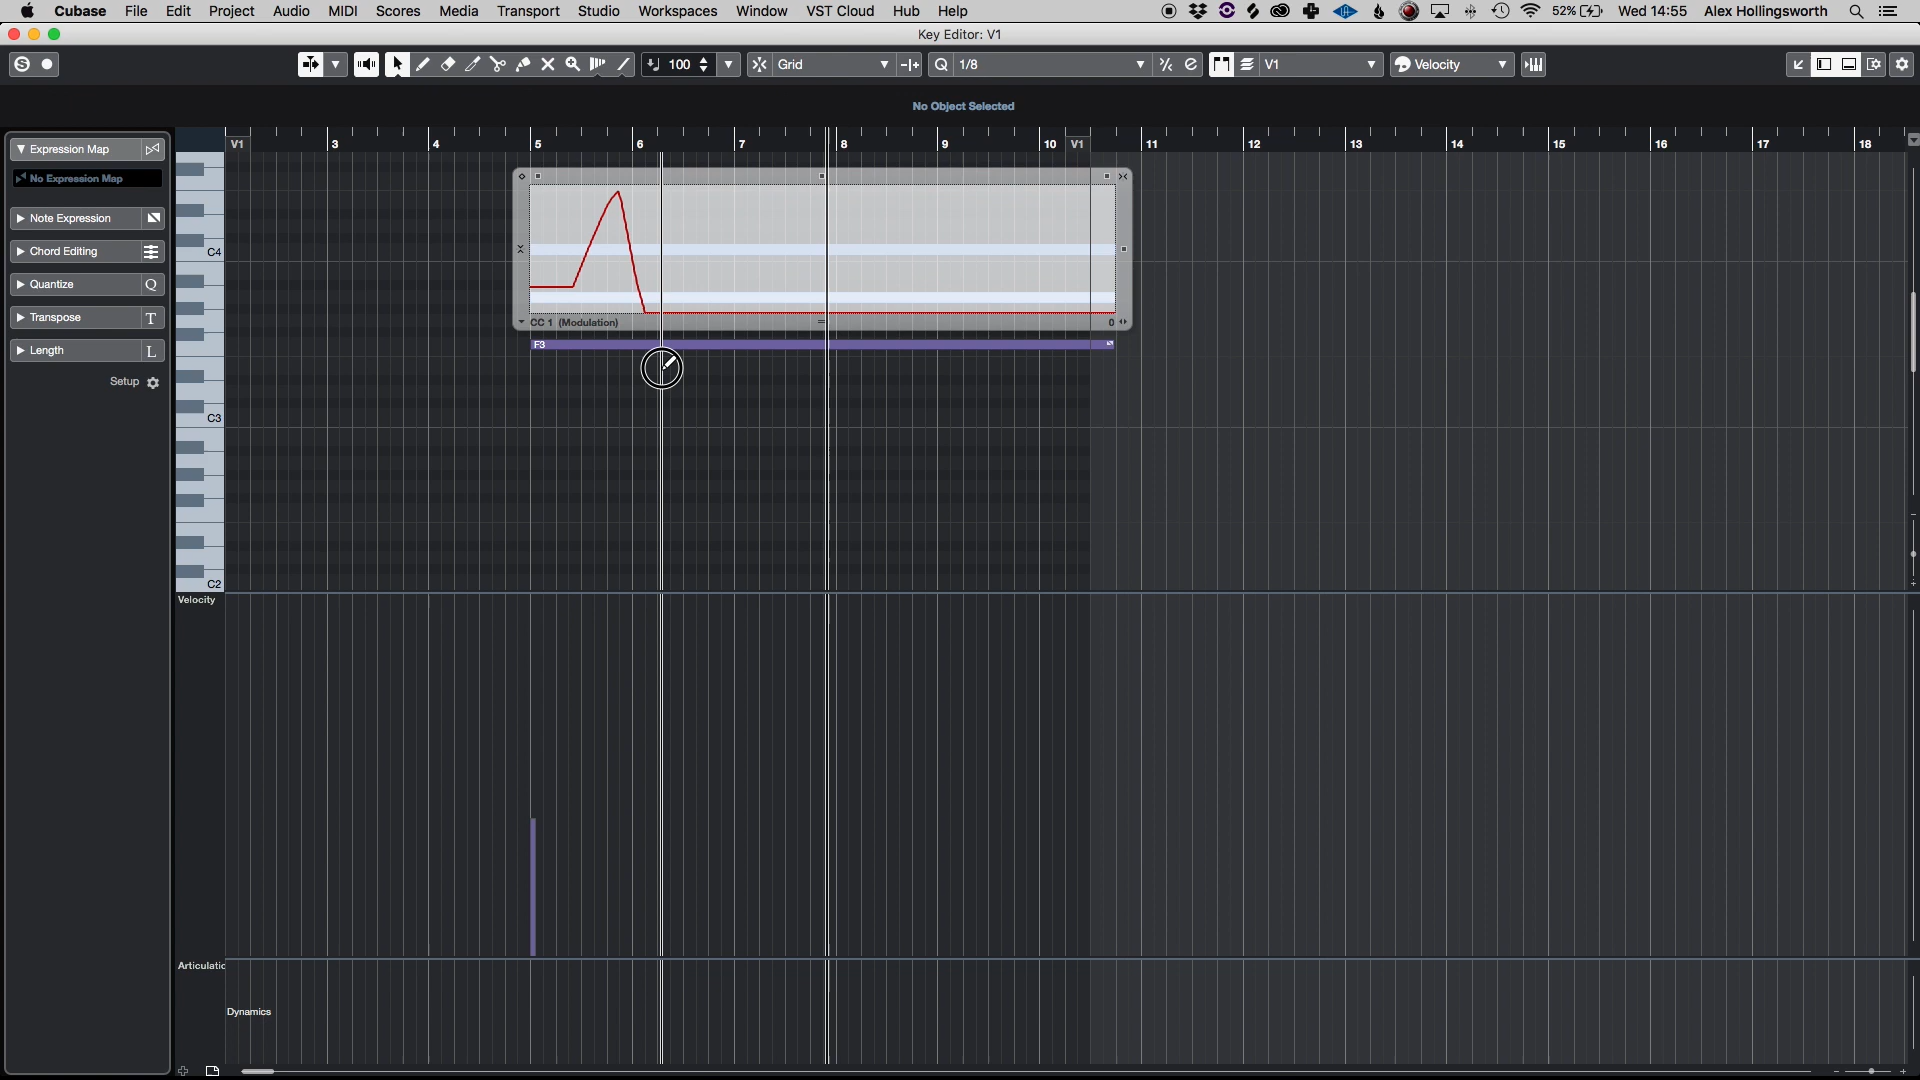 Cubase File Edit Project Audio MIDI Scores Media Transport Studio Workspaces Window VST Cloud Hub Help 52% Wed 14:55 Alex Hollingsworth
Key Editor: V1
100 Grid 1/8 V1 Velocity
No Object Selected
Expression Map
No Expression Map
Note Expression
Chord Editing
Quantize Q
Transpose T
Length L
Setup
V1 3 4 5 6 7 8 9 10 V1 11 12 13 14 15 16 17 18
C4
CC 1 (Modulation) 0
F3
C3
C2
Velocity
Articulatic
Dynamics